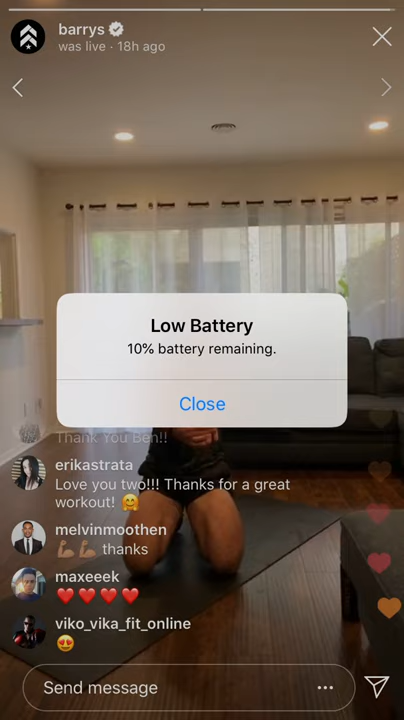 barrys
was live · 18h ago
Low Battery
10% battery remaining.
Close
Thank You Ben!!
erikastrata
Love you two!!! Thanks for a great
workout! 🤗
melvinmoothen
💪🏽💪🏽 thanks
maxeeek
❤️❤️❤️❤️
viko_vika_fit_online
😍
Send message